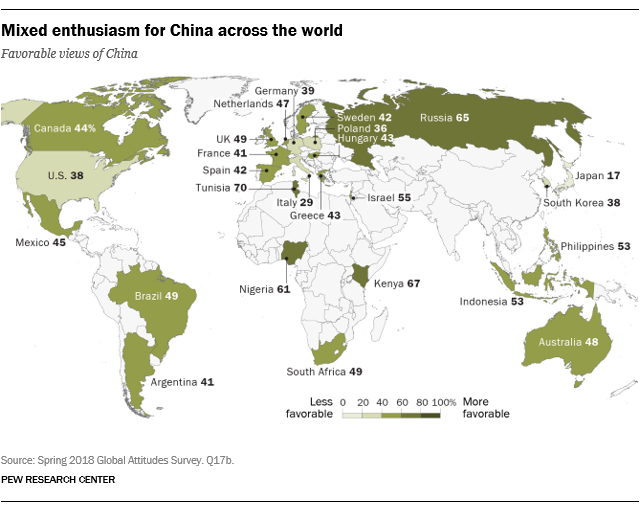 Mixed enthusiasm for China across the world
Favorable views of China
Germany 39
Netherlands 47
Sweden 42
Poland 36
Hungary 43
Russia 65
Canada 44%
UK 49
France 41
Spain 42
Tunisia 70
Italy 29
Greece 43
Israel 55
U.S. 38
Japan 17
South Korea 38
Mexico 45
Philippines 53
Nigeria 61
Kenya 67
Indonesia 53
Brazil 49
Australia 48
South Africa 49
Argentina 41
Less favorable
0 20 40 60 80 100%
More favorable
Source: Spring 2018 Global Attitudes Survey. Q17b.
PEW RESEARCH CENTER